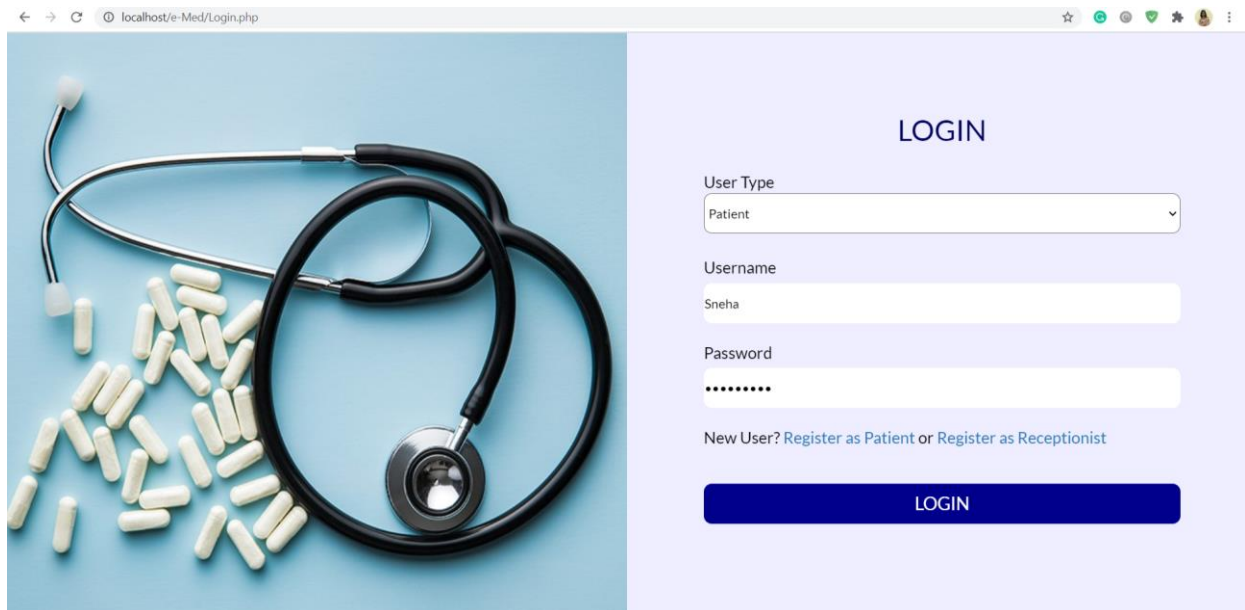 localhost/e-Med/Login.php
LOGIN
User Type
Patient
Username
Sneha
Password
•••••••••
New User? Register as Patient or Register as Receptionist
LOGIN